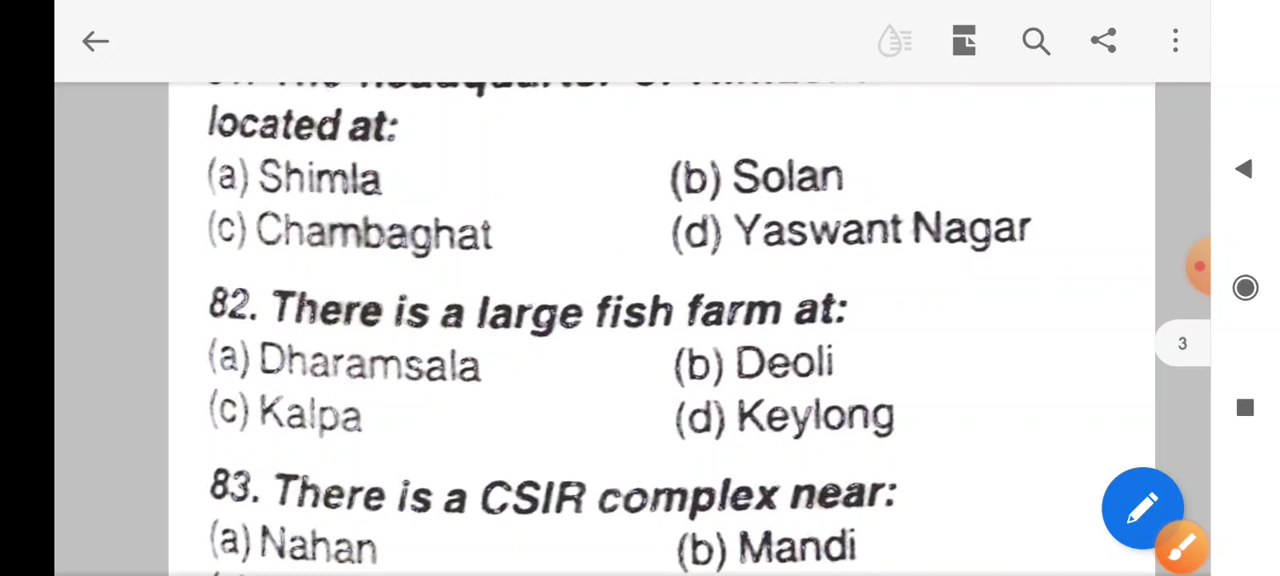 located at:
(a) Shimla (b) Solan
(c) Chambaghat (d) Yaswant Nagar
82. There is a large fish farm at:
(a) Dharamsala (b) Deoli
(c) Kalpa (d) Keylong
3
83. There is a CSIR complex near:
(a) Nahan (b) Mandi